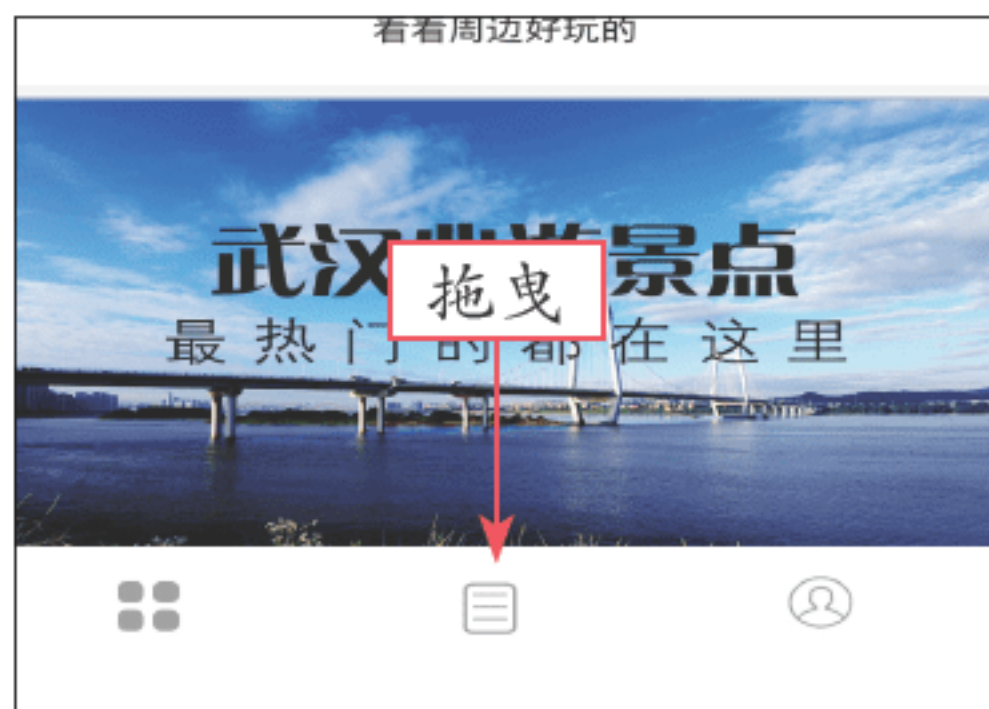 看看周边好玩的
武汉 景点
拖曳
最热门的都在这里